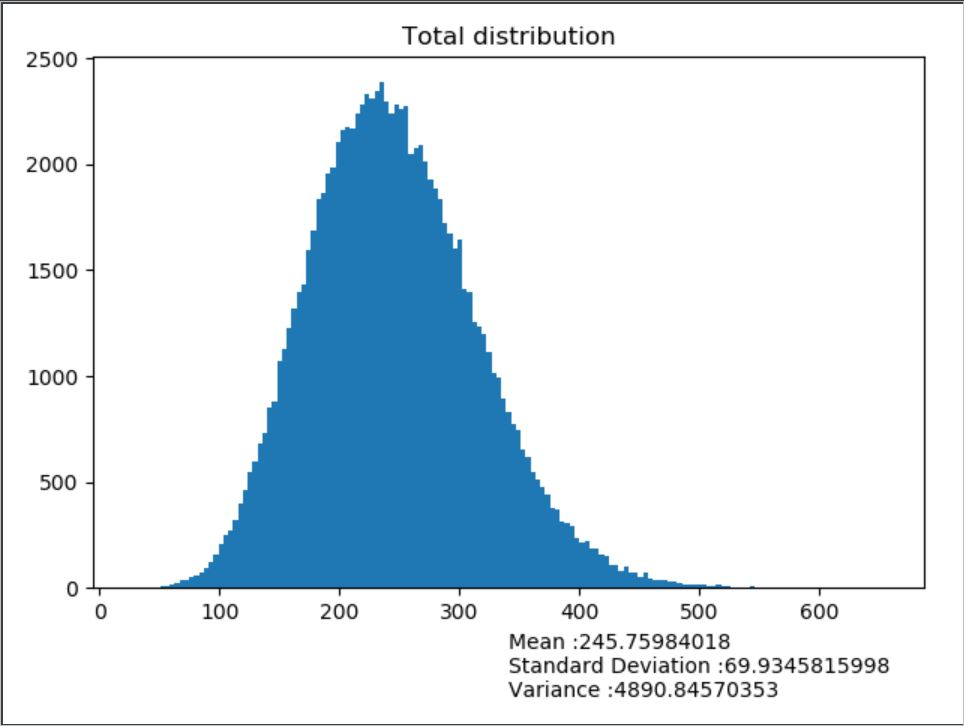 Total distribution
2500
2000
1500
1000
500
0
0 100 200 300 400 500 600
Mean :245.75984018
Standard Deviation :69.9345815998
Variance :4890.84570353